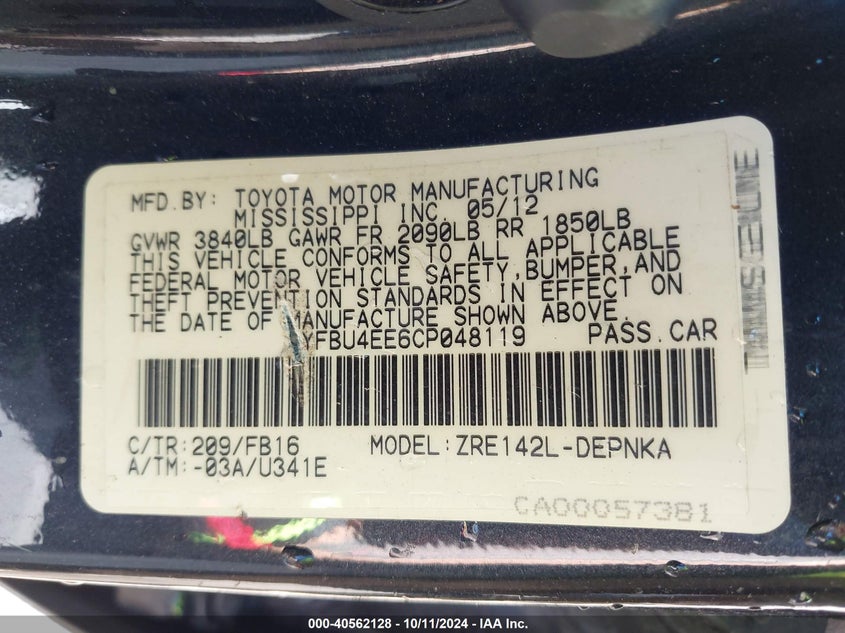 MFD.BY: TOYOTA MOTOR MANUFACTURING
MISSISSIPPI INC. 05/12
GVWR 3840LB GAWR FR 2090LB RR 1850LB
THIS VEHICLE CONFORMS TO ALL APPLICABLE
FEDERAL MOTOR VEHICLE SAFETY,BUMPER,AND
THEFT PREVENTION STANDARDS IN EFFECT ON
THE DATE OF MANUFACTURE SHOWN ABOVE.
YFBU4EE6CP048119 PASS.CAR
C/TR:209/FB16 MODEL:ZRE142L-DEPNKA
A/TM:-03A/U341E
CA00057381
000-40562128 - 10/11/2024 - IAA Inc.